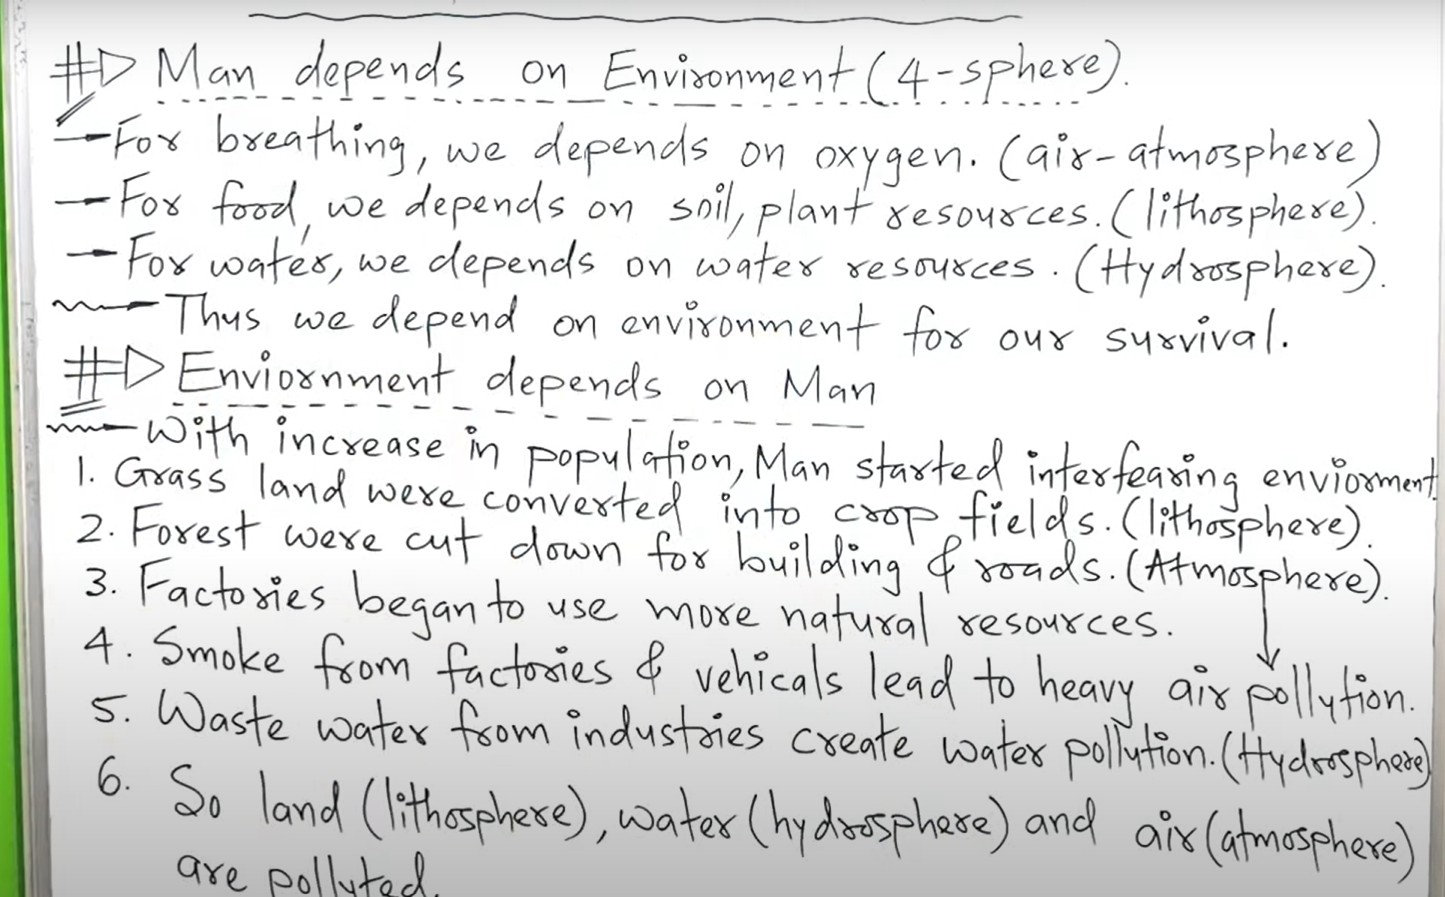 #▷ Man depends on Environment (4-sphere).
→ For breathing, we depends on oxygen. (air-atmosphere)
→ For food, we depends on soil, plant resources. (lithosphere).
→ For water, we depends on water resources. (Hydrosphere).
→ Thus we depend on environment for our survival.
#▷ Enviornment depends on Man
→ With increase in population, Man started interfearing enviorment.
1. Grass land were converted into crop fields. (lithosphere).
2. Forest were cut down for building & roads. (Atmosphere).
3. Factories began to use more natural resources.
4. Smoke from factories & vehicals lead to heavy air pollution.
5. Waste water from industries create water pollution. (Hydrosphere)
6. So land (lithosphere), water (hydrosphere) and air (atmosphere)
are polluted.